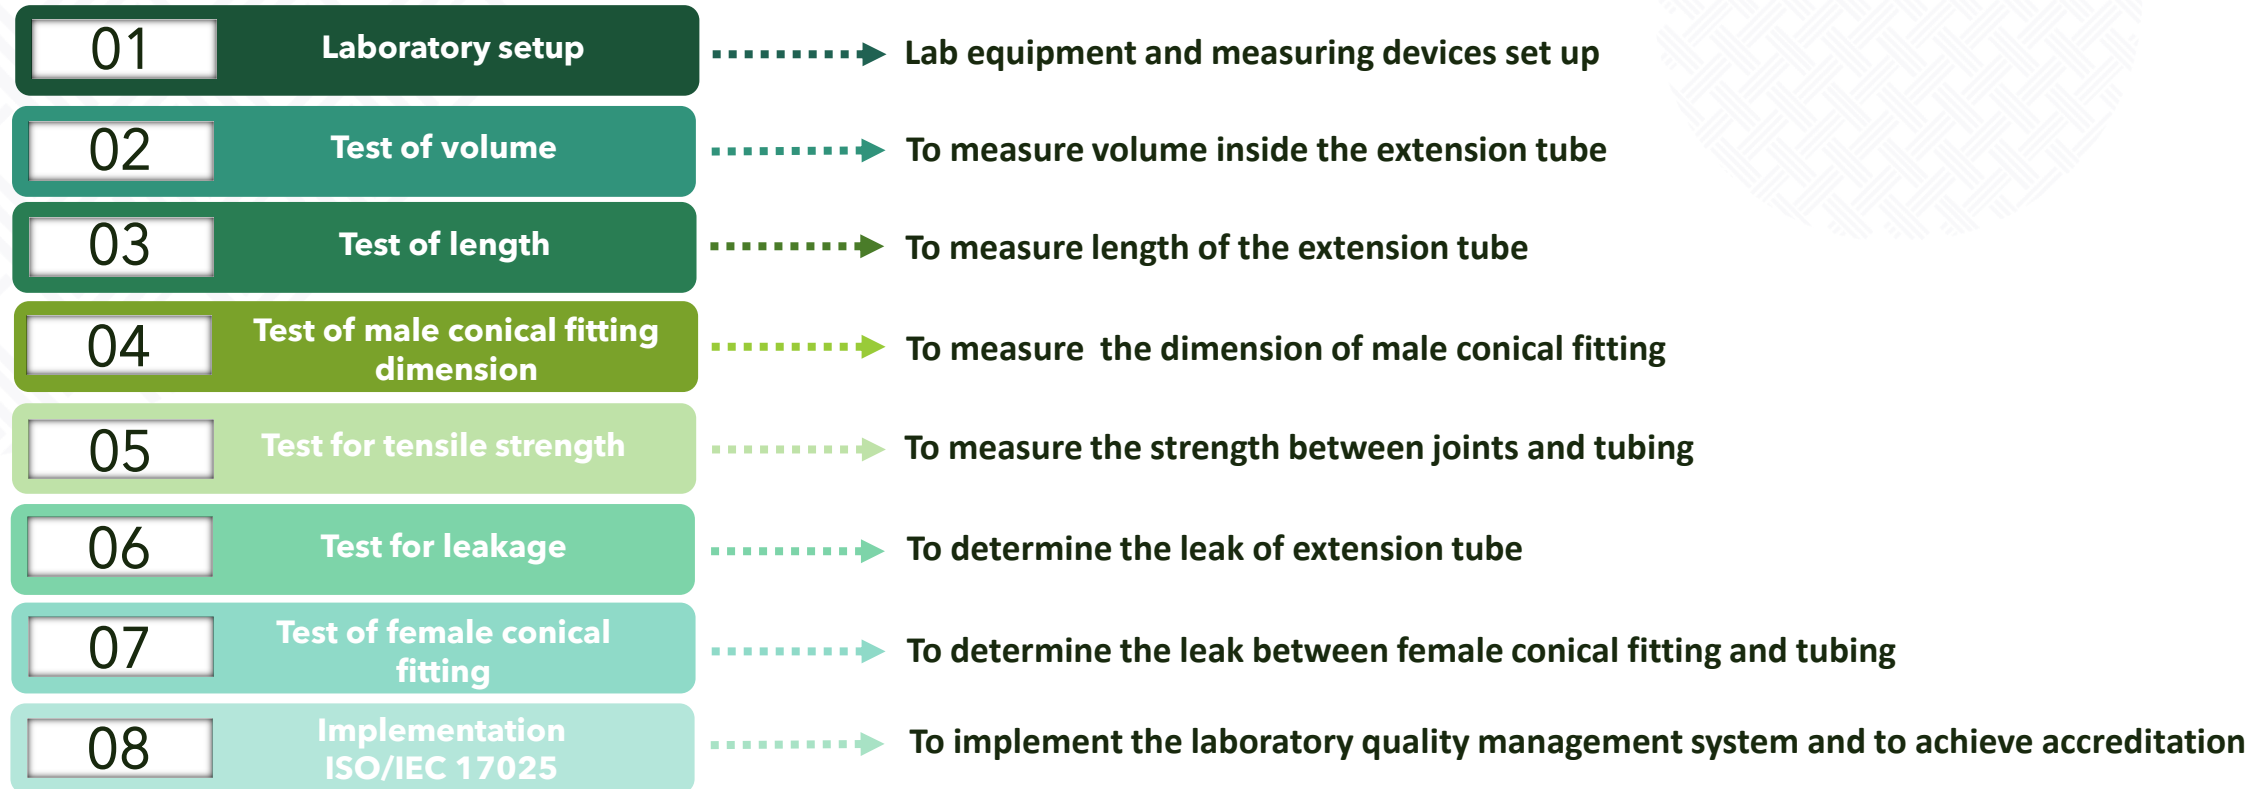 01
Laboratory setup
Lab equipment and measuring devices set up
02
Test of volume
To measure volume inside the extension tube
03
Test of length
To measure length of the extension tube
04
Test of male conical fitting
dimension
To measure  the dimension of male conical fitting
05
Test for tensile strength
To measure the strength between joints and tubing
06
Test for leakage
To determine the leak of extension tube
07
Test of female conical
fitting
To determine the leak between female conical fitting and tubing
08
Implementation
ISO/IEC 17025
To implement the laboratory quality management system and to achieve accreditation